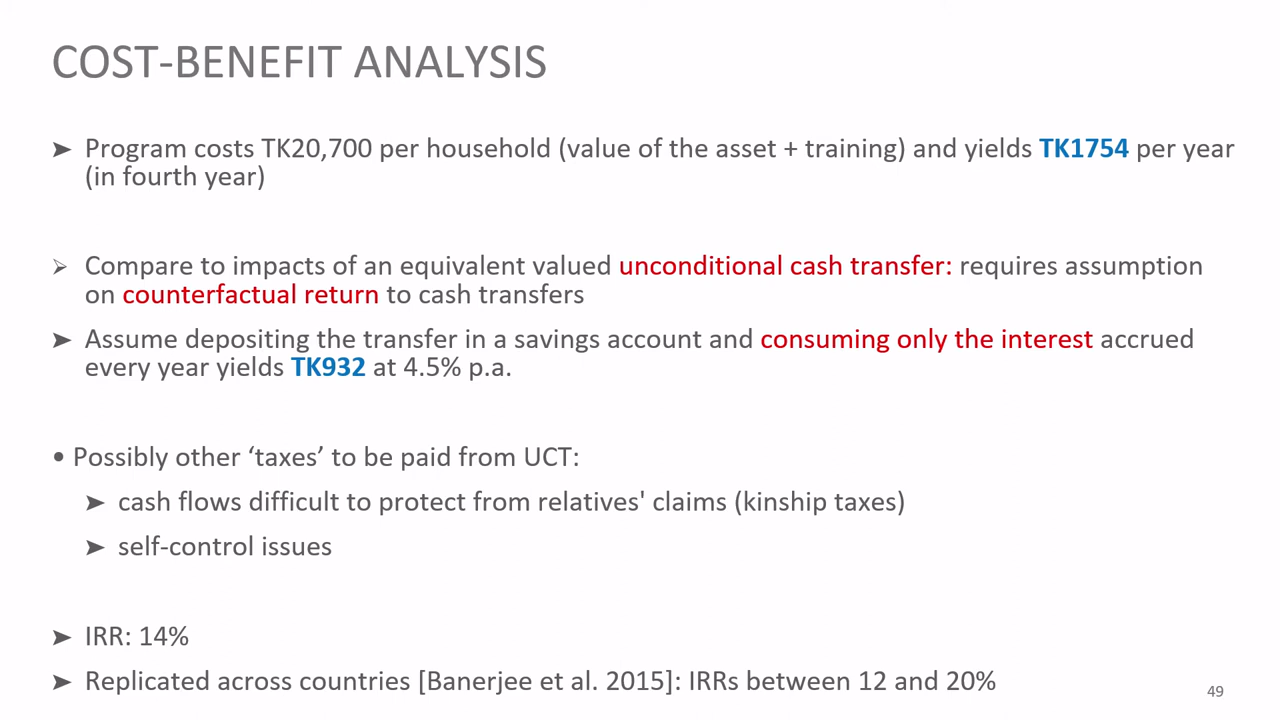 COST-BENEFIT ANALYSIS
➤ Program costs TK20,700 per household (value of the asset + training) and yields TK1754 per year
(in fourth year)
➢ Compare to impacts of an equivalent valued unconditional cash transfer: requires assumption
on counterfactual return to cash transfers
➤ Assume depositing the transfer in a savings account and consuming only the interest accrued
every year yields TK932 at 4.5% p.a.
• Possibly other ‘taxes’ to be paid from UCT:
➤ cash flows difficult to protect from relatives' claims (kinship taxes)
➤ self-control issues
➤ IRR: 14%
➤ Replicated across countries [Banerjee et al. 2015]: IRRs between 12 and 20%
49